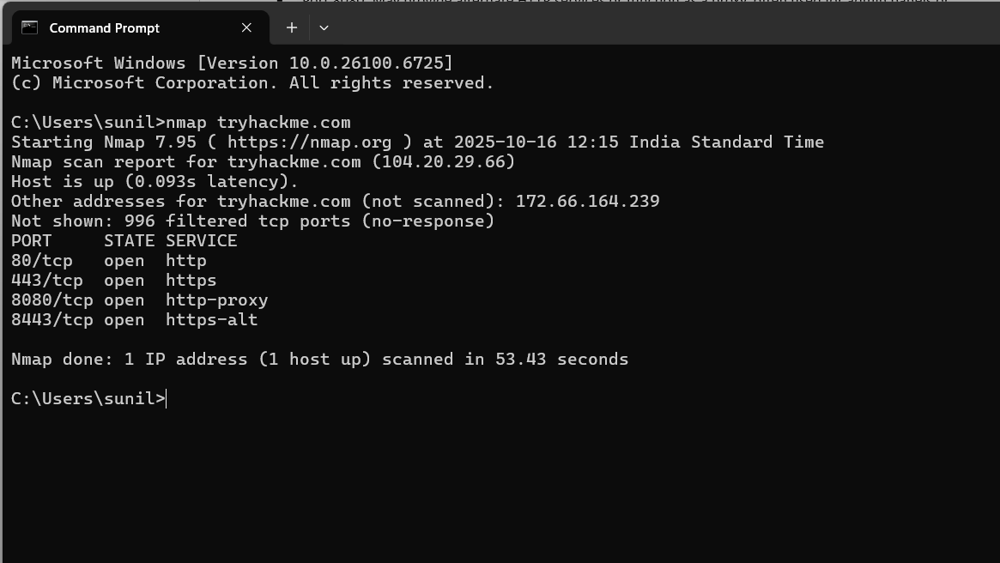 Command Prompt
Microsoft Windows [Version 10.0.26100.6725]
(c) Microsoft Corporation. All rights reserved.
C:\Users\sunil>nmap tryhackme.com
Starting Nmap 7.95 ( https://nmap.org ) at 2025-10-16 12:15 India Standard Time
Nmap scan report for tryhackme.com (104.20.29.66)
Host is up (0.093s latency).
Other addresses for tryhackme.com (not scanned): 172.66.164.239
Not shown: 996 filtered tcp ports (no-response)
PORT     STATE SERVICE
80/tcp   open  http
443/tcp  open  https
8080/tcp open  http-proxy
8443/tcp open  https-alt
Nmap done: 1 IP address (1 host up) scanned in 53.43 seconds
C:\Users\sunil>